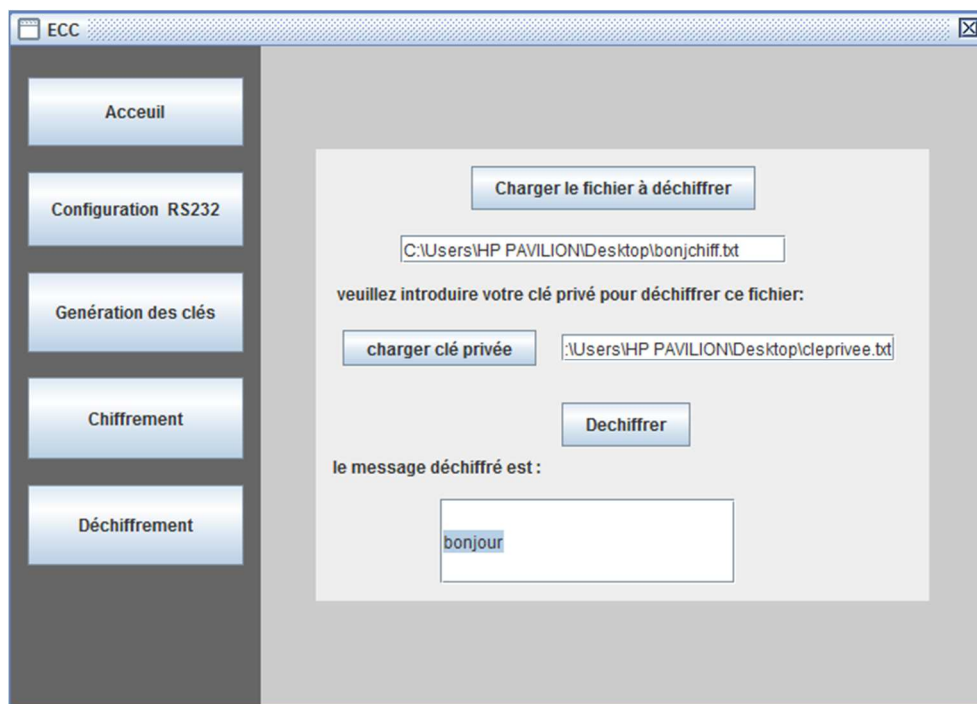 ECC
Acceuil
Configuration RS232
Genération des clés
Chiffrement
Déchiffrement
Charger le fichier à déchiffrer
C:\Users\HP PAVILION\Desktop\bonjchiff.txt
veuillez introduire votre clé privé pour déchiffrer ce fichier:
charger clé privée
:\Users\HP PAVILION\Desktop\cleprivee.txt
Dechiffrer
le message déchiffré est :
bonjour